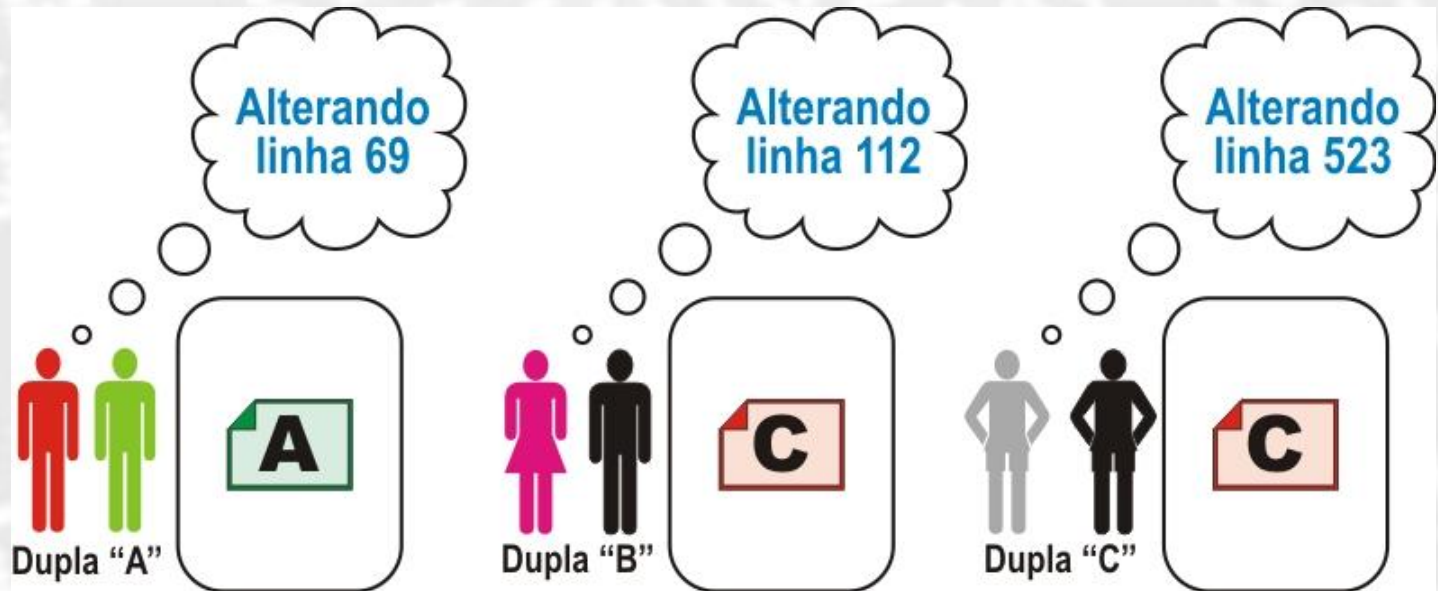 Alterando
linha 69
Alterando
linha 112
Alterando
linha 523
A
C
C
Dupla “A”
Dupla “B”
Dupla “C”